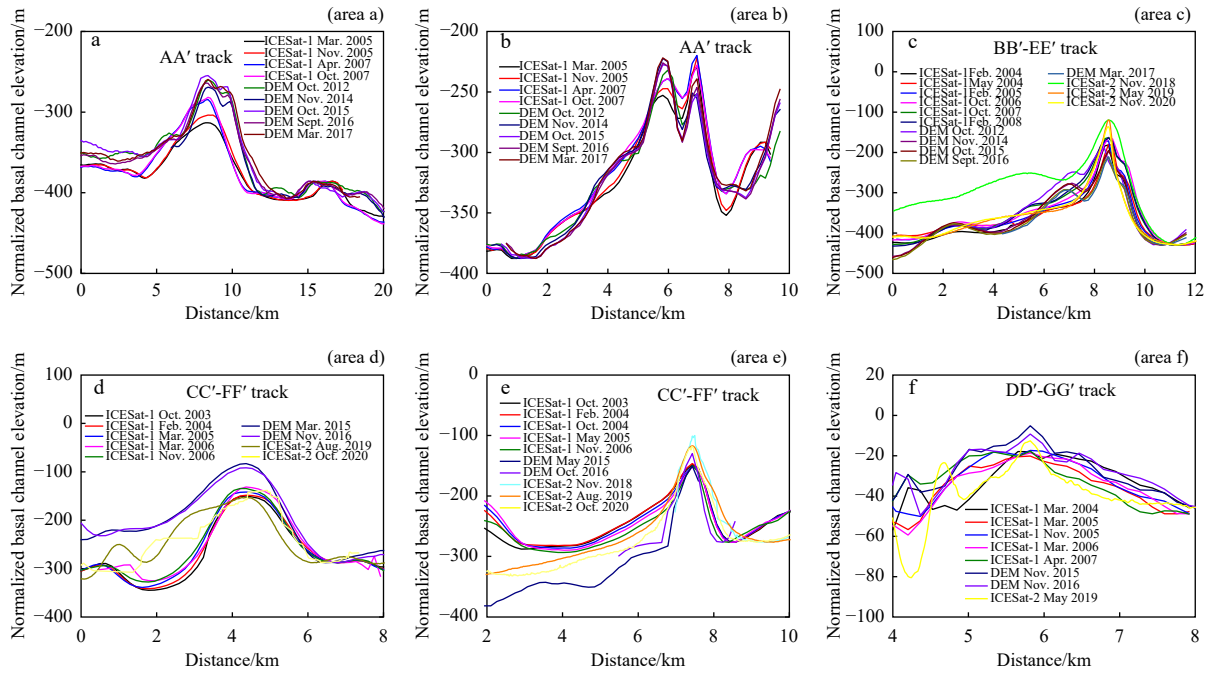 (area a)
a
AA′ track
ICESat-1 Mar. 2005
ICESat-1 Nov. 2005
ICESat-1 Apr. 2007
ICESat-1 Oct. 2007
DEM Oct. 2012
DEM Nov. 2014
DEM Oct. 2015
DEM Sept. 2016
DEM Mar. 2017
Normalized basal channel elevation/m
−200
−300
−400
−500
0 5 10 15 20
Distance/km
(area b)
b
AA′ track
ICESat-1 Mar. 2005
ICESat-1 Nov. 2005
ICESat-1 Apr. 2007
ICESat-1 Oct. 2007
DEM Oct. 2012
DEM Nov. 2014
DEM Oct. 2015
DEM Sept. 2016
DEM Mar. 2017
Normalized basal channel elevation/m
−200
−250
−300
−350
−400
0 2 4 6 8 10
Distance/km
(area c)
c
BB′-EE′ track
ICESat-1Feb. 2004
ICESat-1May 2004
ICESat-1Feb. 2005
ICESat-1Oct. 2006
ICESat-1Oct. 2007
ICESat-1Feb. 2008
DEM Oct. 2012
DEM Nov. 2014
DEM Oct. 2015
DEM Sept. 2016
DEM Mar. 2017
ICESat-2 Nov. 2018
ICESat-2 May 2019
ICESat-2 Nov. 2020
Normalized basal channel elevation/m
100
0
−100
−200
−300
−400
−500
0 2 4 6 8 10 12
Distance/km
(area d)
d
CC′-FF′ track
ICESat-1 Oct. 2003
ICESat-1 Feb. 2004
ICESat-1 Mar. 2005
ICESat-1 Mar. 2006
ICESat-1 Nov. 2006
DEM Mar. 2015
DEM Nov. 2016
ICESat-2 Aug. 2019
ICESat-2 Oct. 2020
Normalized basal channel elevation/m
100
0
−100
−200
−300
−400
0 2 4 6 8
Distance/km
(area e)
e
CC′-FF′ track
ICESat-1 Oct. 2003
ICESat-1 Feb. 2004
ICESat-1 Oct. 2004
ICESat-1 May 2005
ICESat-1 Nov. 2006
DEM May 2015
DEM Oct. 2016
ICESat-2 Nov. 2018
ICESat-2 Aug. 2019
ICESat-2 Oct. 2020
Normalized basal channel elevation/m
0
−100
−200
−300
−400
2 4 6 8 10
Distance/km
(area f)
f
DD′-GG′ track
ICESat-1 Mar. 2004
ICESat-1 Mar. 2005
ICESat-1 Nov. 2005
ICESat-1 Mar. 2006
ICESat-1 Apr. 2007
DEM Nov. 2015
DEM Nov. 2016
ICESat-2 May 2019
Normalized basal channel elevation/m
20
0
−20
−40
−60
−80
−100
4 5 6 7 8
Distance/km